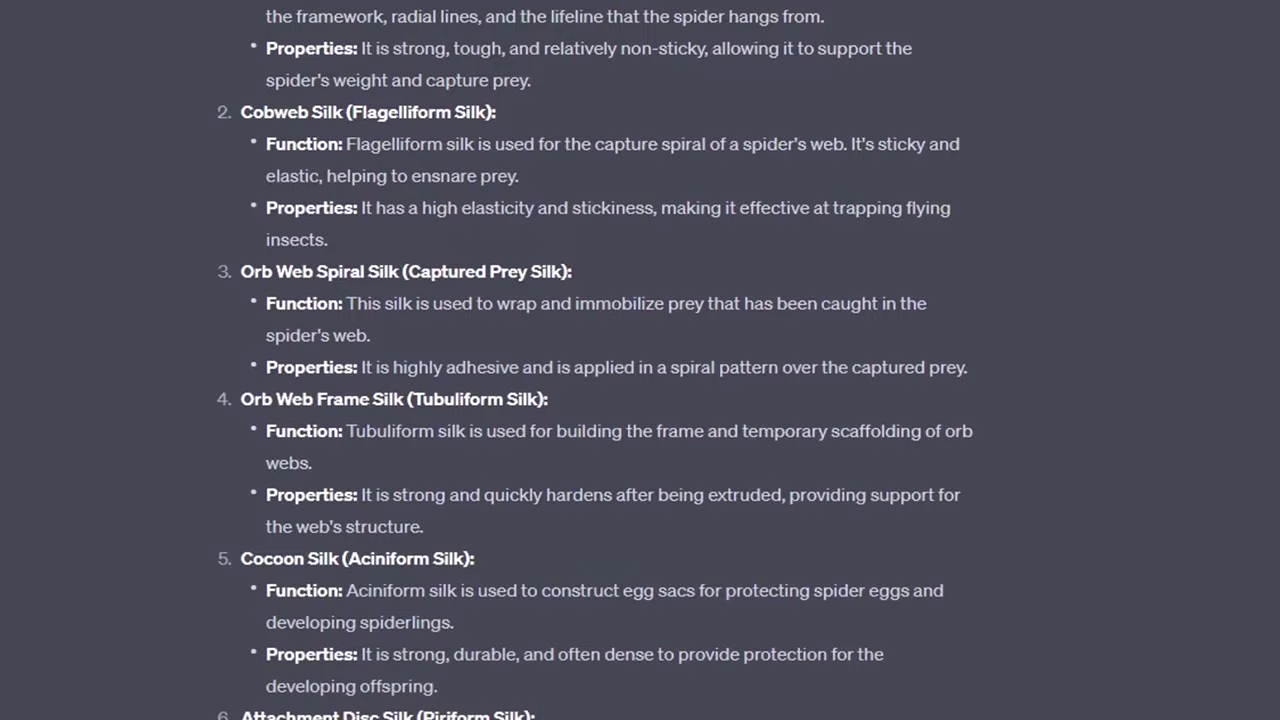 the framework, radial lines, and the lifeline that the spider hangs from.
• Properties: It is strong, tough, and relatively non-sticky, allowing it to support the
spider's weight and capture prey.
2. Cobweb Silk (Flagelliform Silk):
• Function: Flagelliform silk is used for the capture spiral of a spider's web. It's sticky and
elastic, helping to ensnare prey.
• Properties: It has a high elasticity and stickiness, making it effective at trapping flying
insects.
3. Orb Web Spiral Silk (Captured Prey Silk):
• Function: This silk is used to wrap and immobilize prey that has been caught in the
spider's web.
• Properties: It is highly adhesive and is applied in a spiral pattern over the captured prey.
4. Orb Web Frame Silk (Tubuliform Silk):
• Function: Tubuliform silk is used for building the frame and temporary scaffolding of orb
webs.
• Properties: It is strong and quickly hardens after being extruded, providing support for
the web's structure.
5. Cocoon Silk (Aciniform Silk):
• Function: Aciniform silk is used to construct egg sacs for protecting spider eggs and
developing spiderlings.
• Properties: It is strong, durable, and often dense to provide protection for the
developing offspring.
6. Attachment Disc Silk (Piriform Silk):